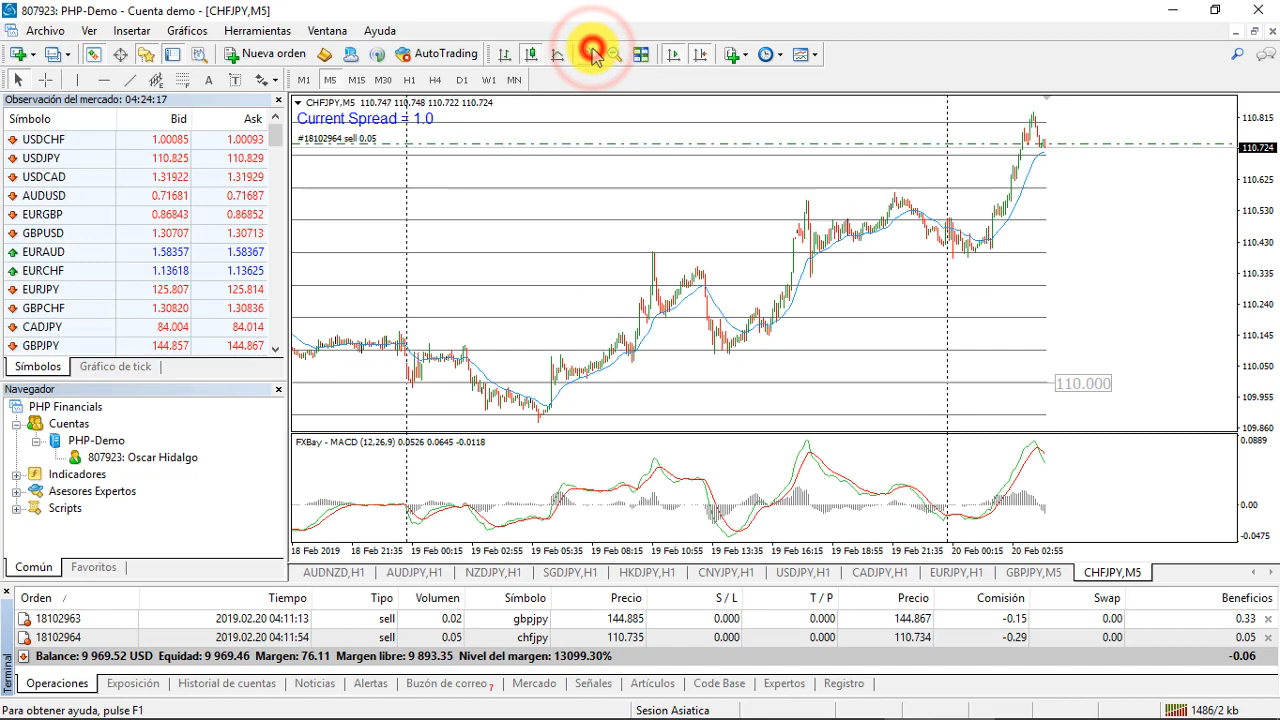 807923: PHP-Demo - Cuenta demo - [CHFJPY,M5]
Archivo Ver Insertar Gráficos Herramientas Ventana Ayuda
Nueva orden AutoTrading
A T M1 M5 M15 M30 H1 H4 D1 W1 MN
Observación del mercado: 04:24:17
Símbolo Bid Ask
USDCHF 1.00085 1.00093
USDJPY 110.825 110.829
USDCAD 1.31922 1.31929
AUDUSD 0.71681 0.71687
EURGBP 0.86843 0.86852
GBPUSD 1.30707 1.30713
EURAUD 1.58357 1.58367
EURCHF 1.13618 1.13625
EURJPY 125.807 125.814
GBPCHF 1.30820 1.30836
CADJPY 84.004 84.014
GBPJPY 144.857 144.867
Símbolos Gráfico de tick
Navegador
PHP Financials
Cuentas
PHP-Demo
807923: Oscar Hidalgo
Indicadores
Asesores Expertos
Scripts
Común Favoritos
CHFJPY,M5 110.747 110.748 110.722 110.724
Current Spread = 1.0
#18102964 sell 0.05
110.000
110.815
110.724
110.625
110.530
110.430
110.335
110.240
110.145
110.050
109.955
109.860
FXBay - MACD (12,26,9) 0.0526 0.0645 -0.0118
0.0889
0.00
-0.0475
18 Feb 2019 18 Feb 21:35 19 Feb 00:15 19 Feb 02:55 19 Feb 05:35 19 Feb 08:15 19 Feb 10:55 19 Feb 13:35 19 Feb 16:15 19 Feb 18:55 19 Feb 21:35 20 Feb 00:15 20 Feb 02:55
AUDNZD,H1 AUDJPY,H1 NZDJPY,H1 SGDJPY,H1 HKDJPY,H1 CNYJPY,H1 USDJPY,H1 CADJPY,H1 EURJPY,H1 GBPJPY,M5 CHFJPY,M5
Orden / Tiempo Tipo Volumen Símbolo Precio S / L T / P Precio Comisión Swap Beneficios
18102963 2019.02.20 04:11:13 sell 0.02 gbpjpy 144.885 0.000 0.000 144.867 -0.15 0.00 0.33
18102964 2019.02.20 04:11:54 sell 0.05 chfjpy 110.735 0.000 0.000 110.734 -0.29 0.00 0.05
Balance: 9 969.52 USD Equidad: 9 969.46 Margen: 76.11 Margen libre: 9 893.35 Nivel del margen: 13099.30% -0.06
Terminal
Operaciones Exposición Historial de cuentas Noticias Alertas Buzón de correo 7 Mercado Señales Artículos Code Base Expertos Registro
Para obtener ayuda, pulse F1 Sesion Asiatica 1486/2 kb